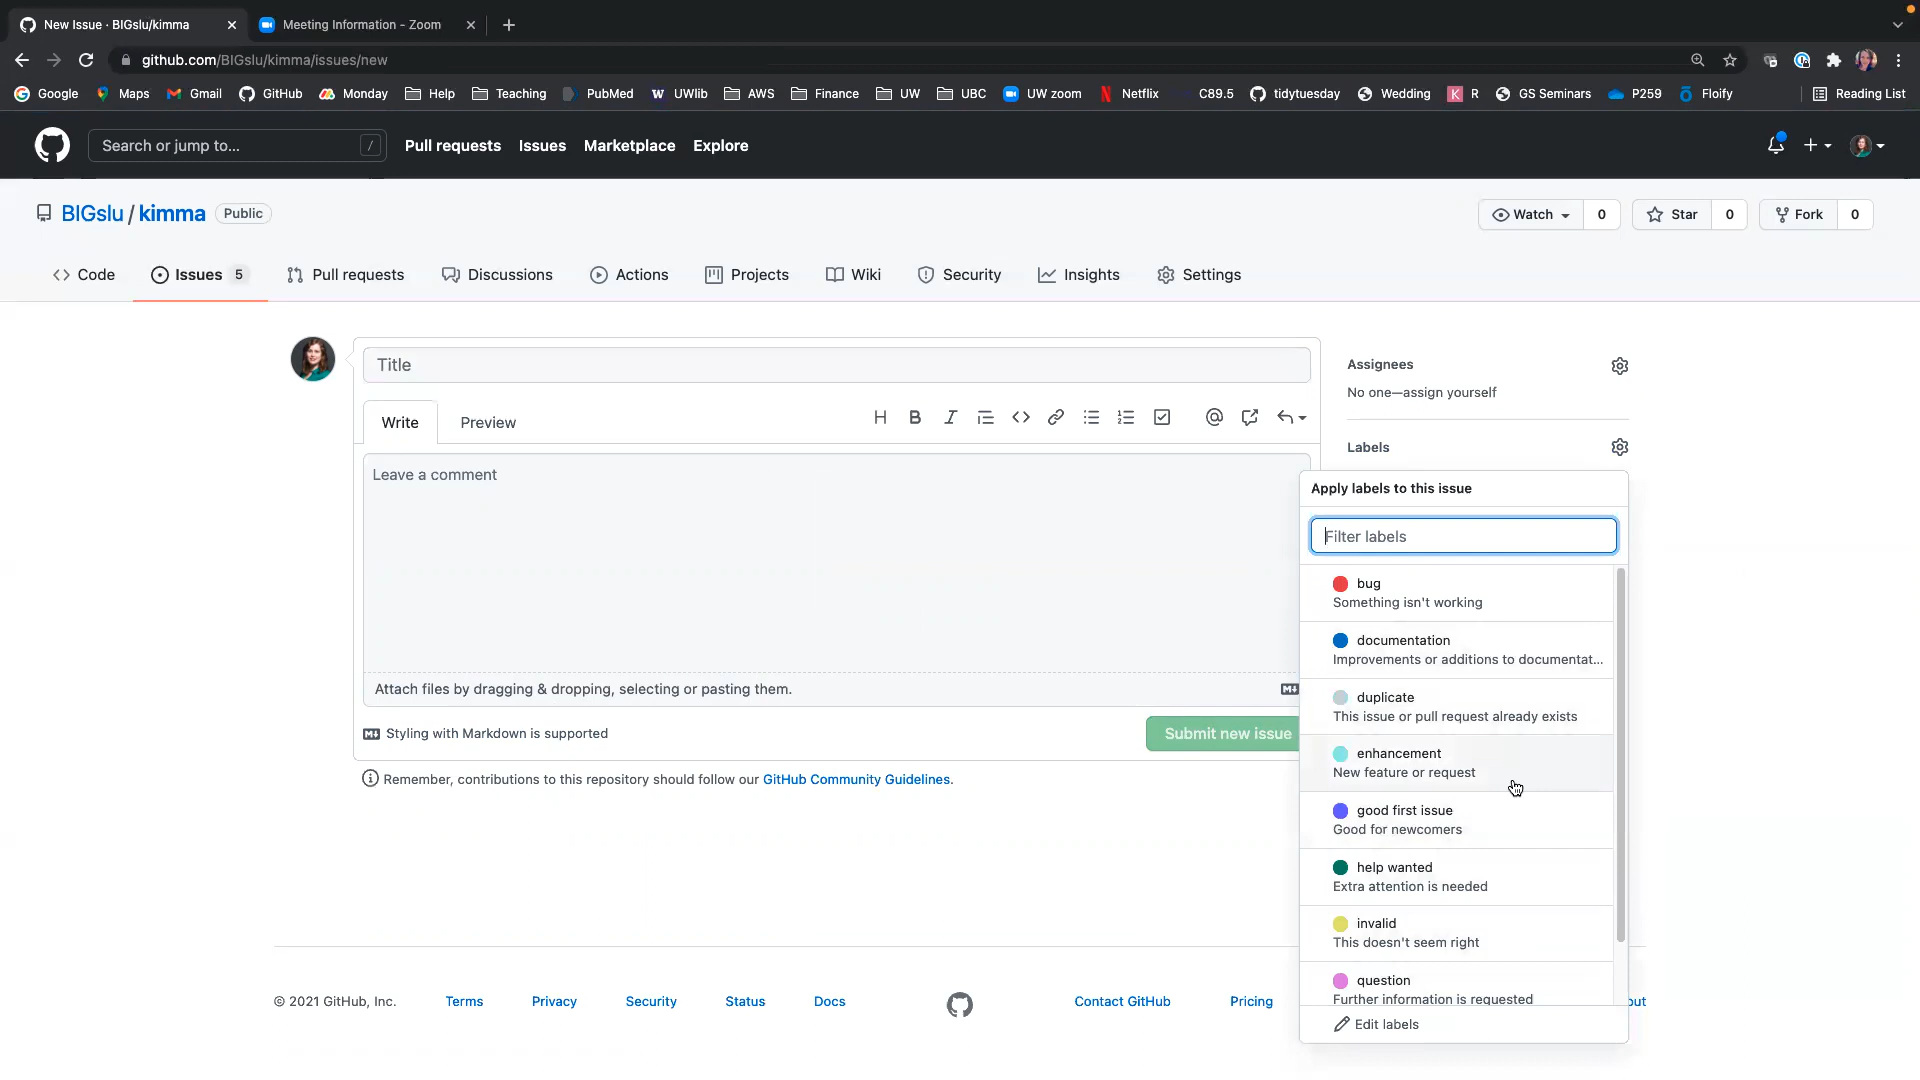 New Issue · BIGslu/kimma
Meeting Information - Zoom
github.com/BIGslu/kimma/issues/new
Google Maps Gmail GitHub Monday Help Teaching PubMed UWlib AWS Finance UW UBC UW zoom Netflix C89.5 tidytuesday Wedding R GS Seminars P259 Floify Reading List
Search or jump to... /
Pull requests Issues Marketplace Explore
BIGslu / kimma Public
Watch 0 Star 0 Fork 0
Code Issues 5 Pull requests Discussions Actions Projects Wiki Security Insights Settings
Title
Assignees
No one—assign yourself
Write Preview
Labels
Leave a comment
Apply labels to this issue
Filter labels
bug
Something isn't working
documentation
Improvements or additions to documentat...
duplicate
This issue or pull request already exists
enhancement
New feature or request
good first issue
Good for newcomers
help wanted
Extra attention is needed
invalid
This doesn't seem right
question
Further information is requested
Edit labels
Attach files by dragging & dropping, selecting or pasting them.
Styling with Markdown is supported
Submit new issue
Remember, contributions to this repository should follow our GitHub Community Guidelines.
© 2021 GitHub, Inc. Terms Privacy Security Status Docs Contact GitHub Pricing